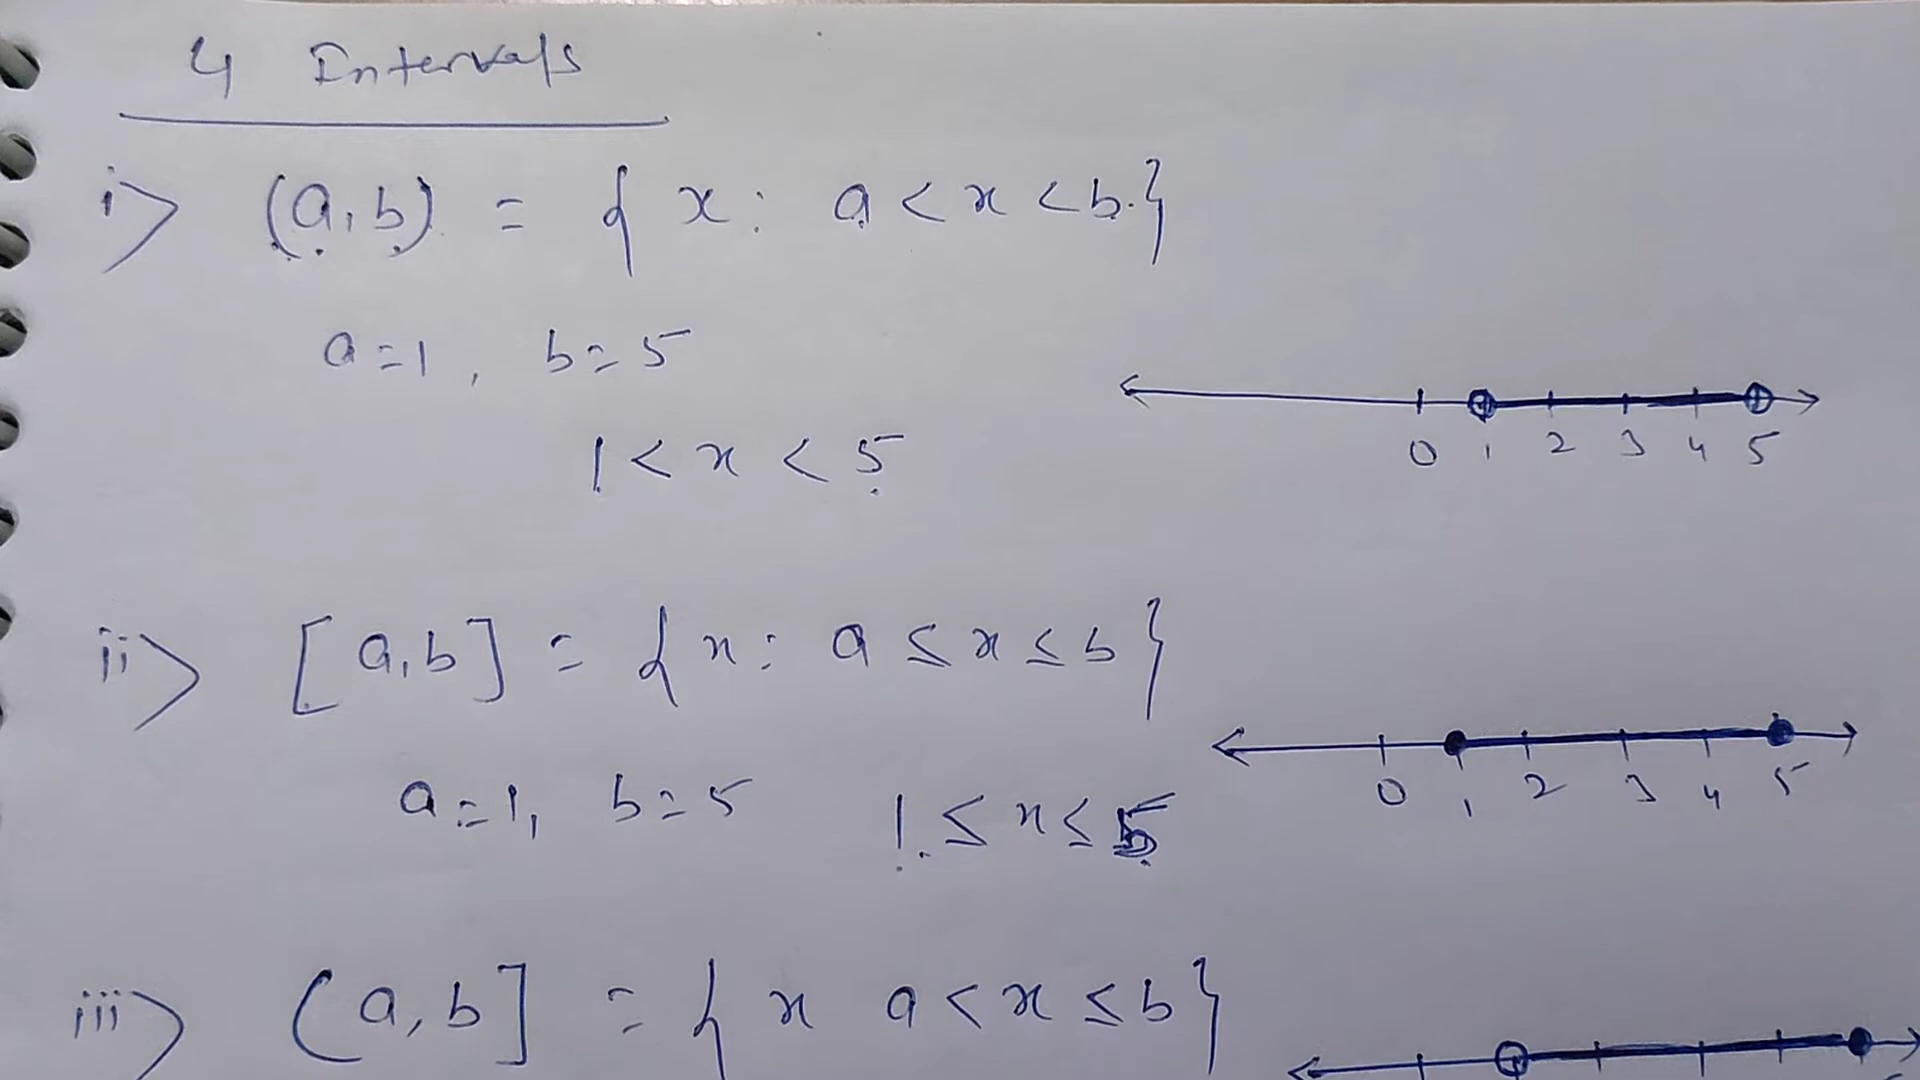 4 Intervals
i> (a,b) = { x: a<x<b }
a=1, b=5
0 1 2 3 4 5
1<x<5
ii> [a,b] = {x: a≤x≤b}
0 1 2 3 4 5
a=1, b=5 1≤x≤5
iii> (a,b] = {x a<x≤b}